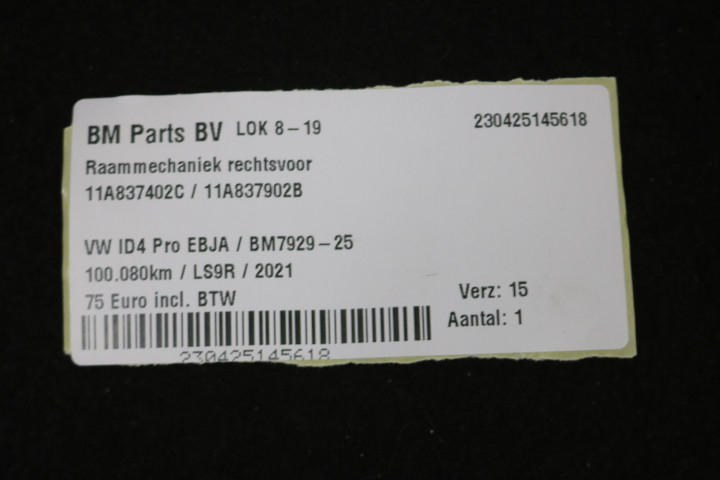 BM Parts BV LOK 8-19
230425145618
Raammechaniek rechtsvoor
11A837402C / 11A837902B
VW ID4 Pro EBJA / BM7929-25
100.080km / LS9R / 2021
75 Euro incl. BTW
Verz: 15
Aantal: 1
230425145618